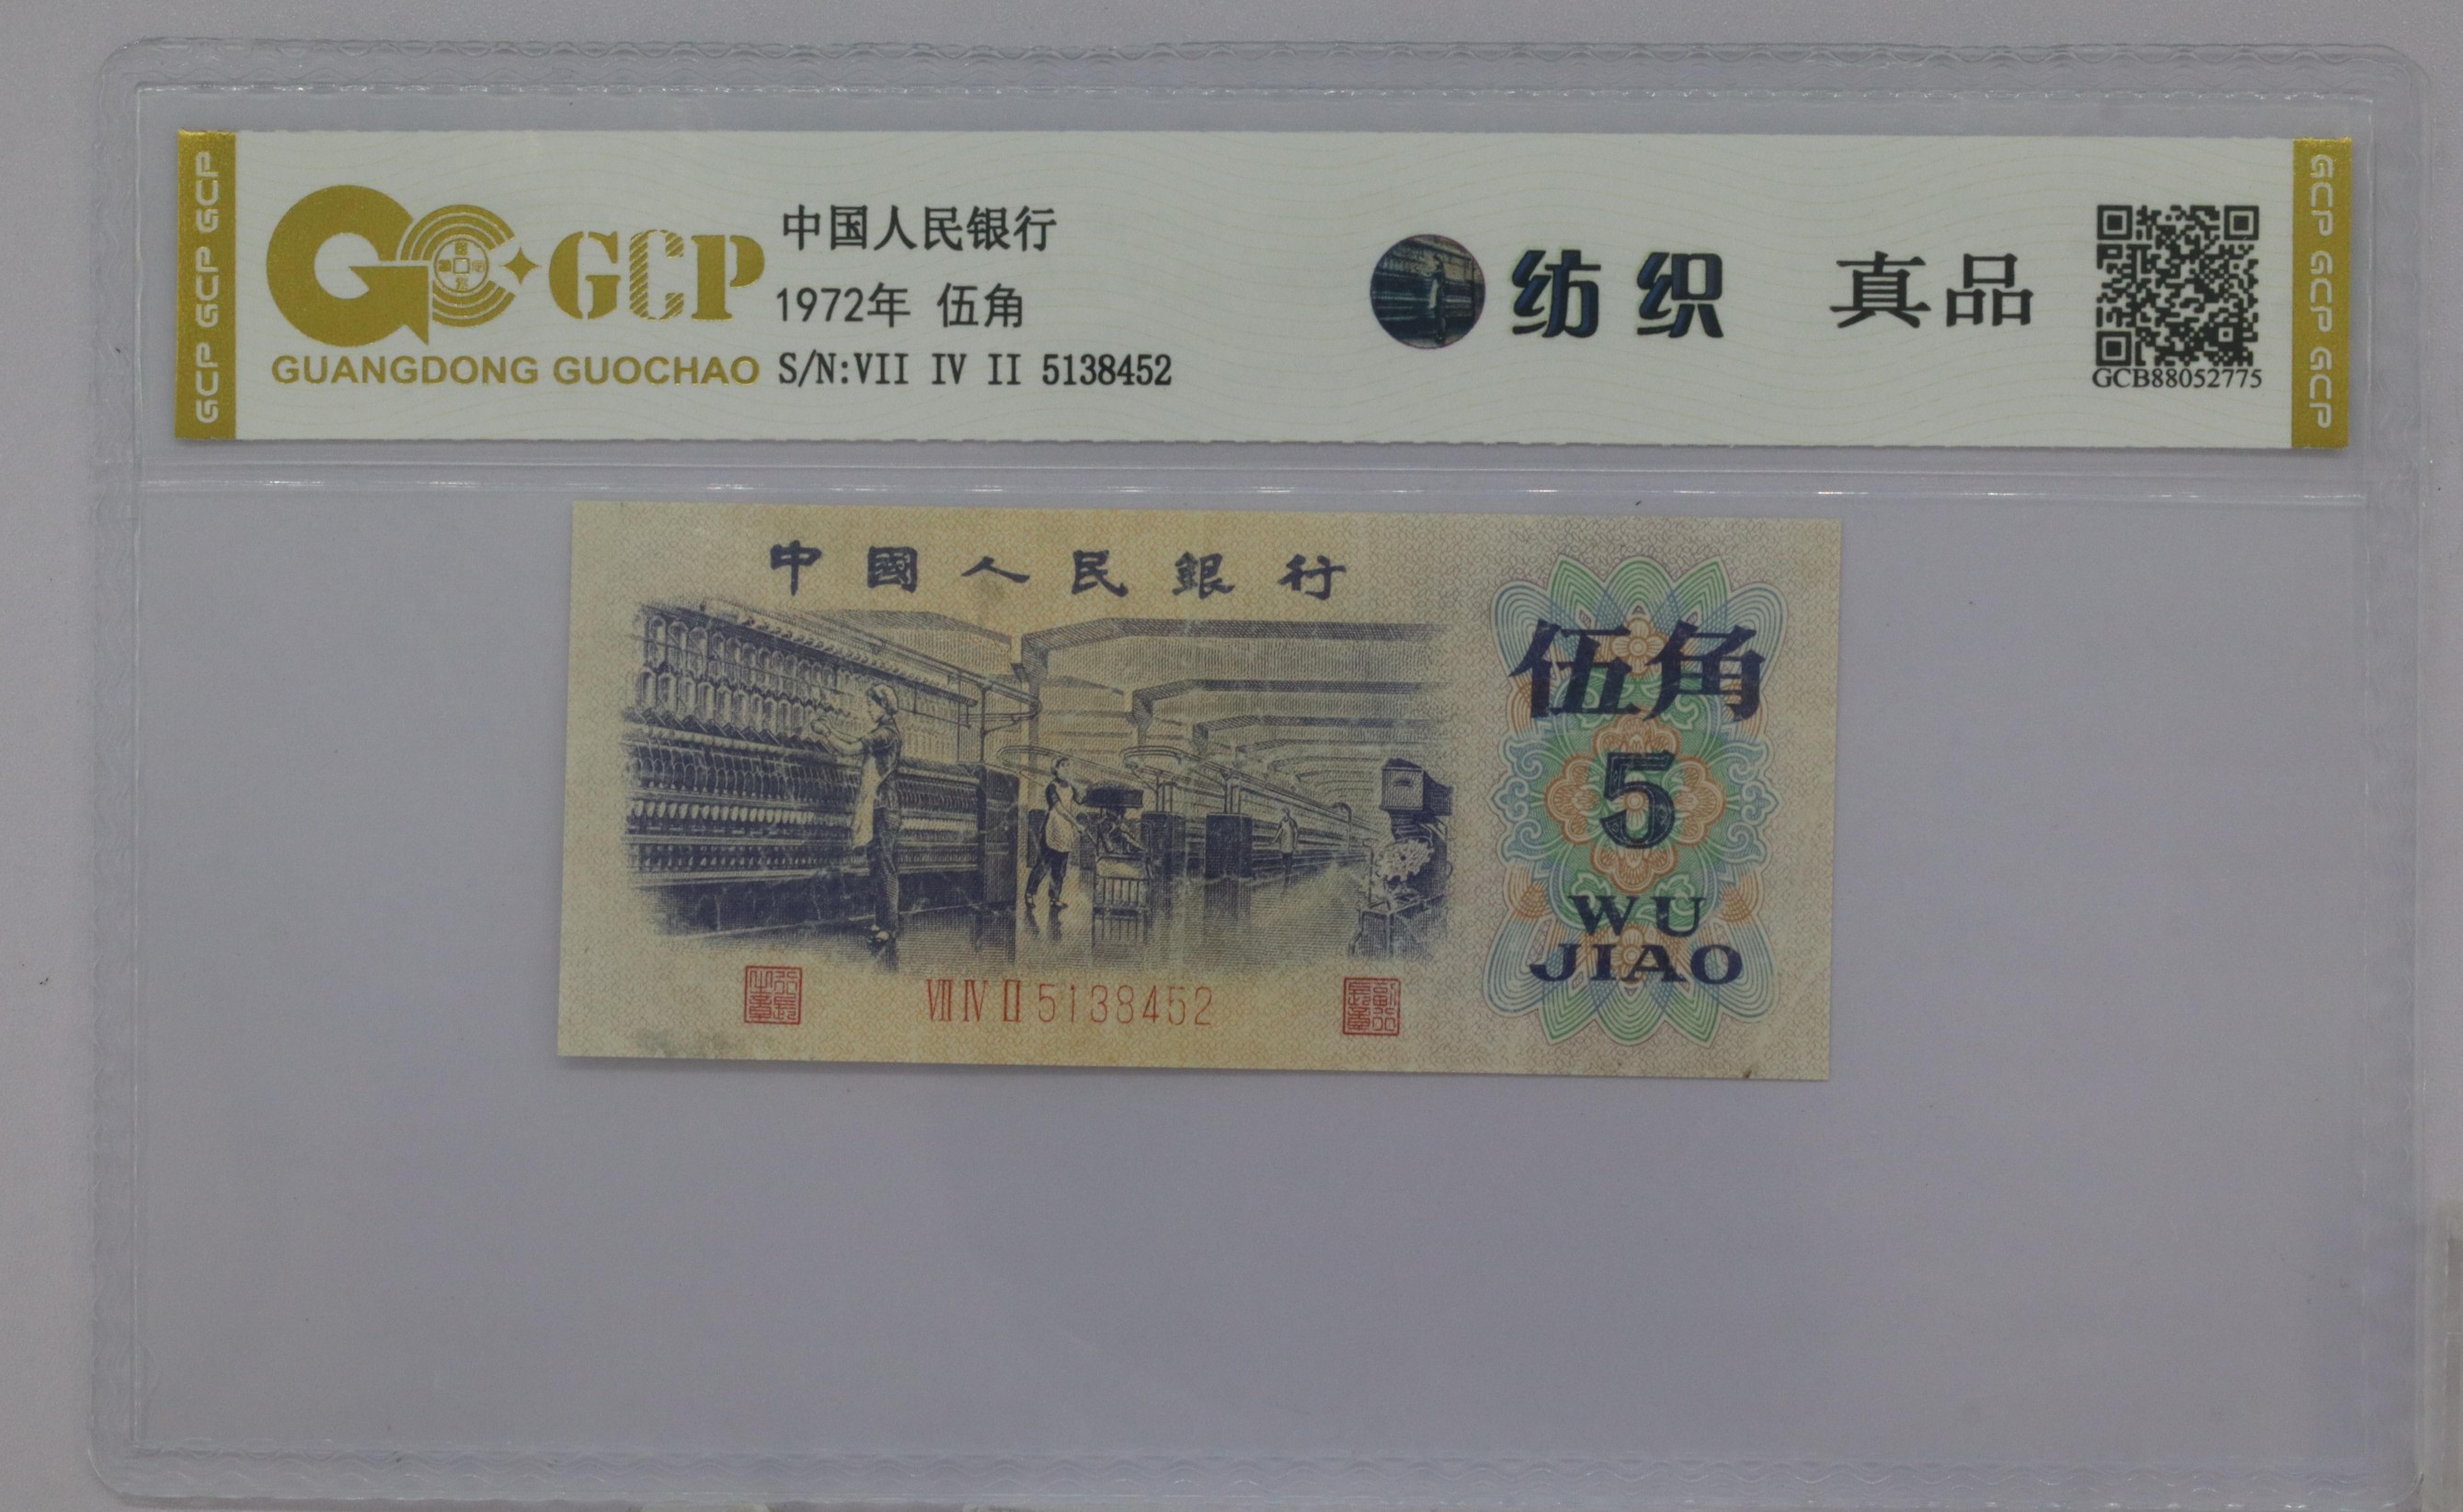 GCP GCP GCP
GCP
GUANGDONG GUOCHAO
中国人民银行
1972年 伍角
S/N:VII IV II 5138452
纺织 真品
GCB88052775
GCP GCP GCP
中國人民銀行
伍角
5
WU
JIAO
VII IV II 5138452